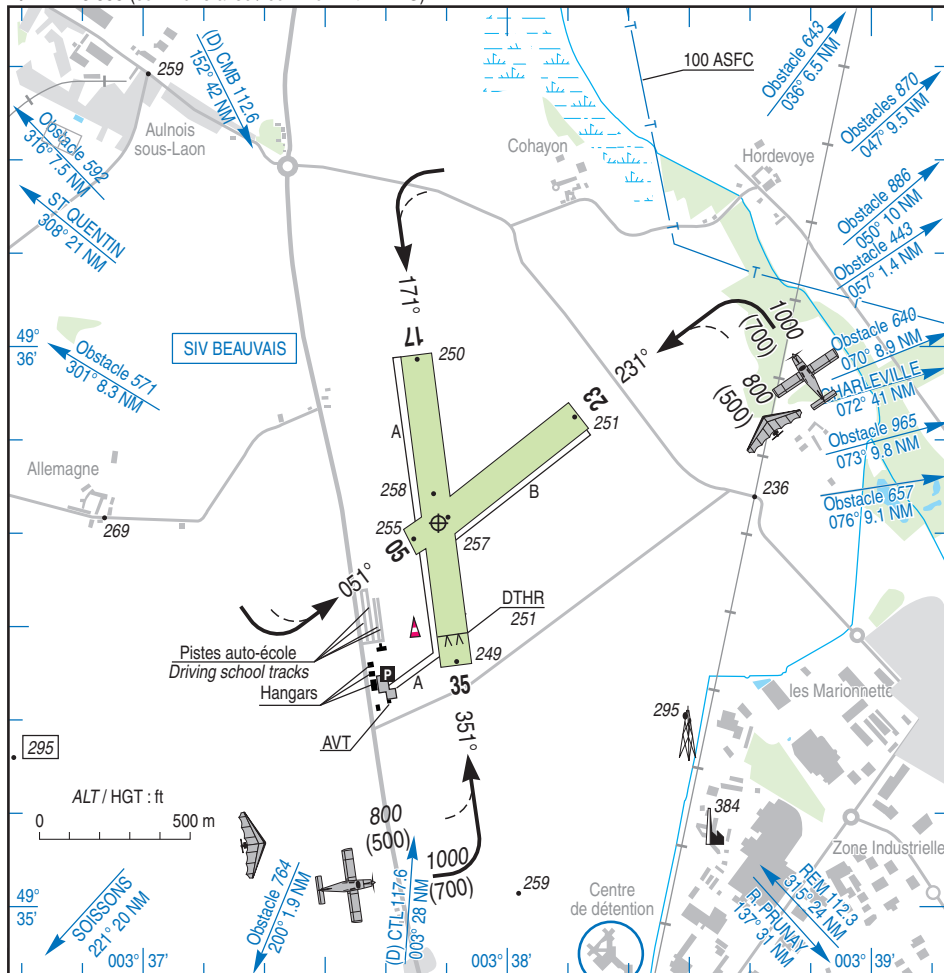 259
Aulnois
sous-Laon
(D) CMB 112.6
152° 42 NM
Obstacle 592
316° 7.5 NM
ST QUENTIN
308° 21 NM
T
100 ASFC
Cohayon
T
Hordevoye
Obstacle 643
036° 6.5 NM
Obstacles 870
047° 9.5 NM
Obstacle 886
050° 10 NM
Obstacle 443
057° 1.4 NM
T
T
49°
36'
SIV BEAUVAIS
Obstacle 571
301° 8.3 NM
171°
17
250
231°
23
251
1000
(700)
800
(500)
Obstacle 640
070° 8.9 NM
CHARLEVILLE
072° 41 NM
Obstacle 965
073° 9.8 NM
Obstacle 657
076° 9.1 NM
A
B
Allemagne
269
258
255
05
257
236
051°
DTHR
251
Pistes auto-école
Driving school tracks
Hangars
P
A
249
35
AVT
351°
295
295
les Marionnette
ALT / HGT : ft
0
500 m
800
(500)
1000
(700)
384
Zone Industrielle
49°
35'
SOISSONS
221° 20 NM
Obstacle 764
200° 1.9 NM
(D) CTL 117.6
003° 28 NM
259
Centre
de détention
REM 112.3
315° 24 NM
R. PRUNAY
137° 31 NM
003° 37'
003° 38'
003° 39'